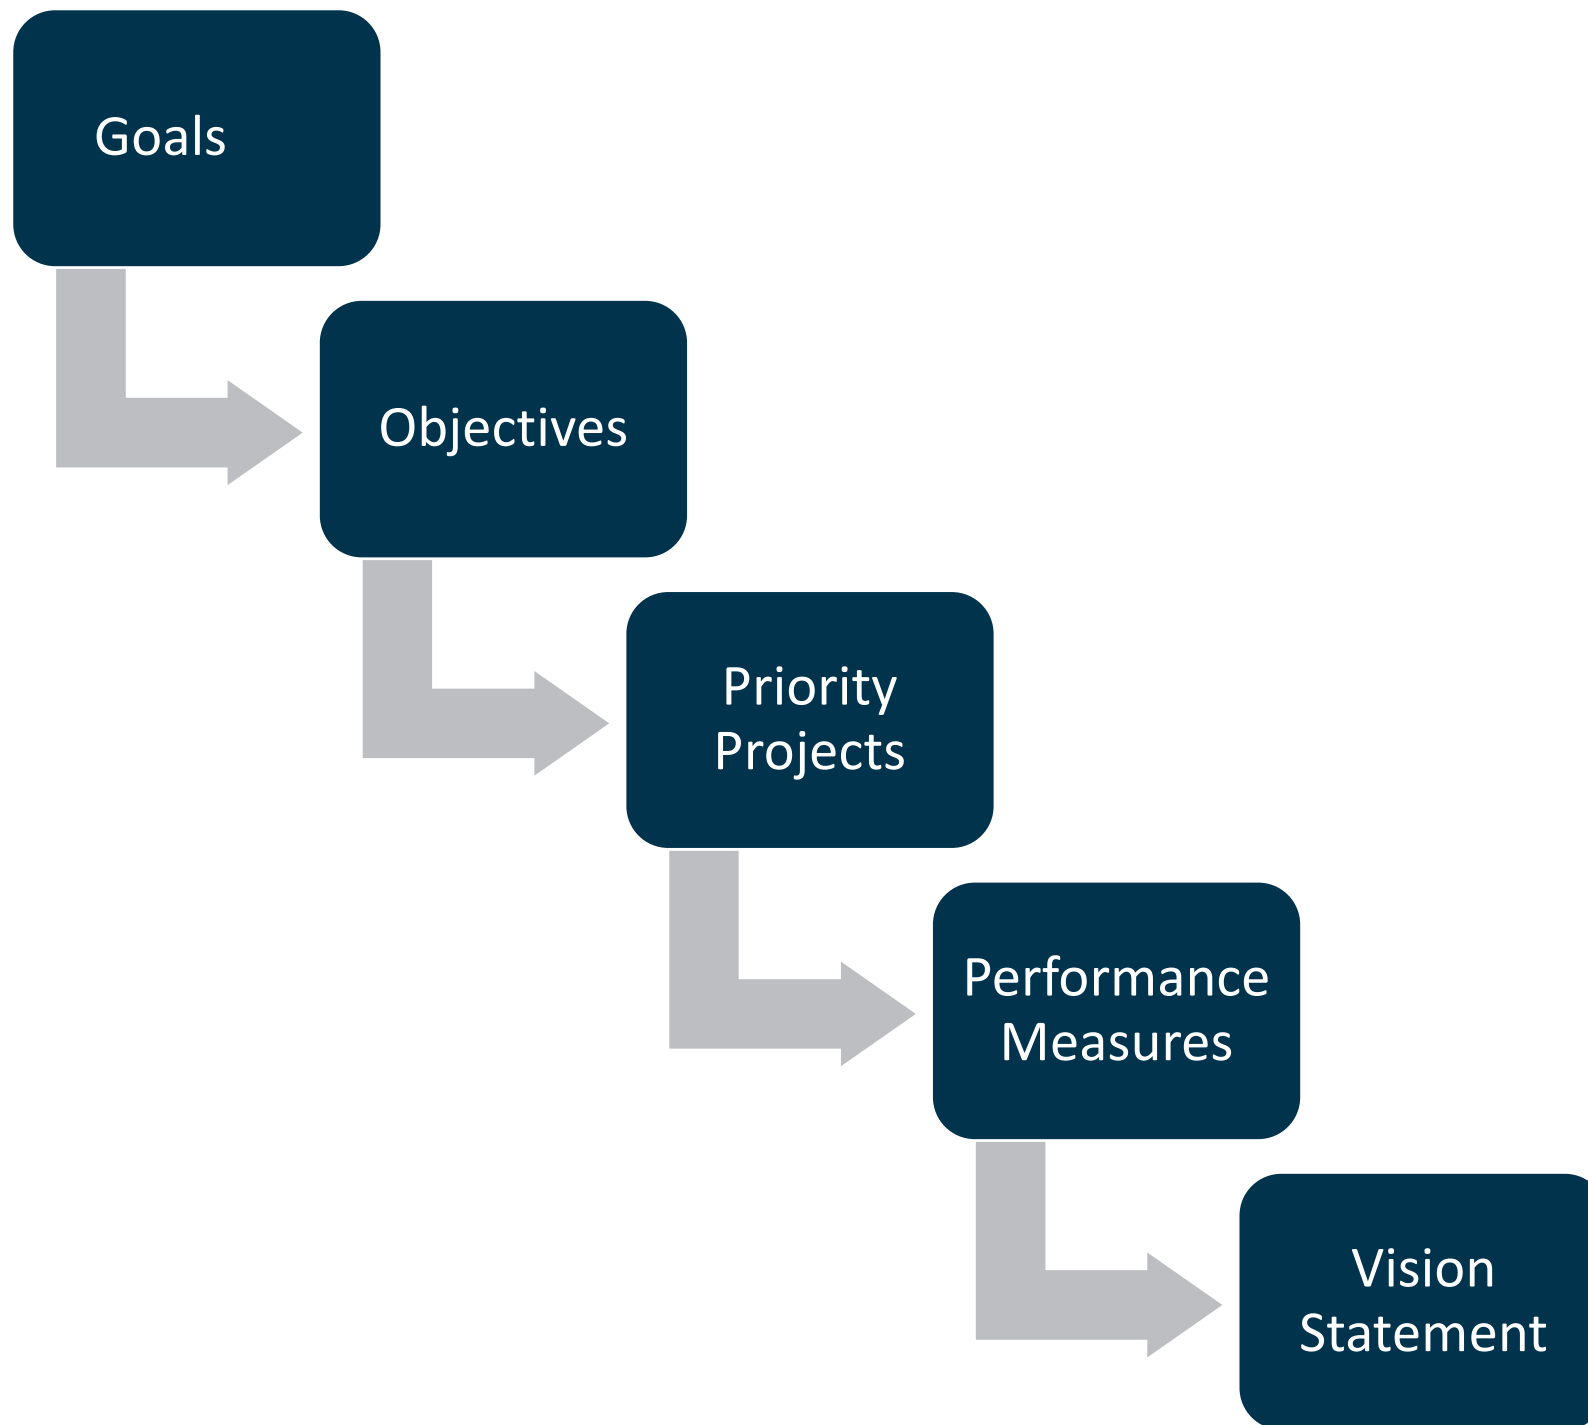 Goals
Objectives
Priority
Projects
Performance
Measures
Vision
Statement